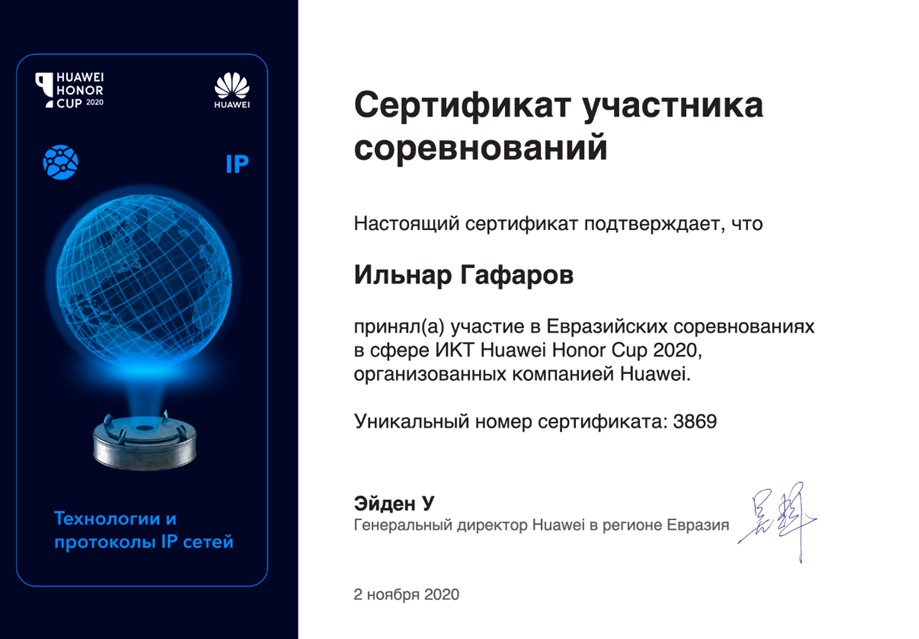 HUAWEI
HONOR
CUP 2020
HUAWEI
IP
Технологии и
протоколы IP сетей
Сертификат участника
соревнований
Настоящий сертификат подтверждает, что
Ильнар Гафаров
принял(а) участие в Евразийских соревнованиях
в сфере ИКТ Huawei Honor Cup 2020,
организованных компанией Huawei.
Уникальный номер сертификата: 3869
Эйден У
Генеральный директор Huawei в регионе Евразия
2 ноября 2020